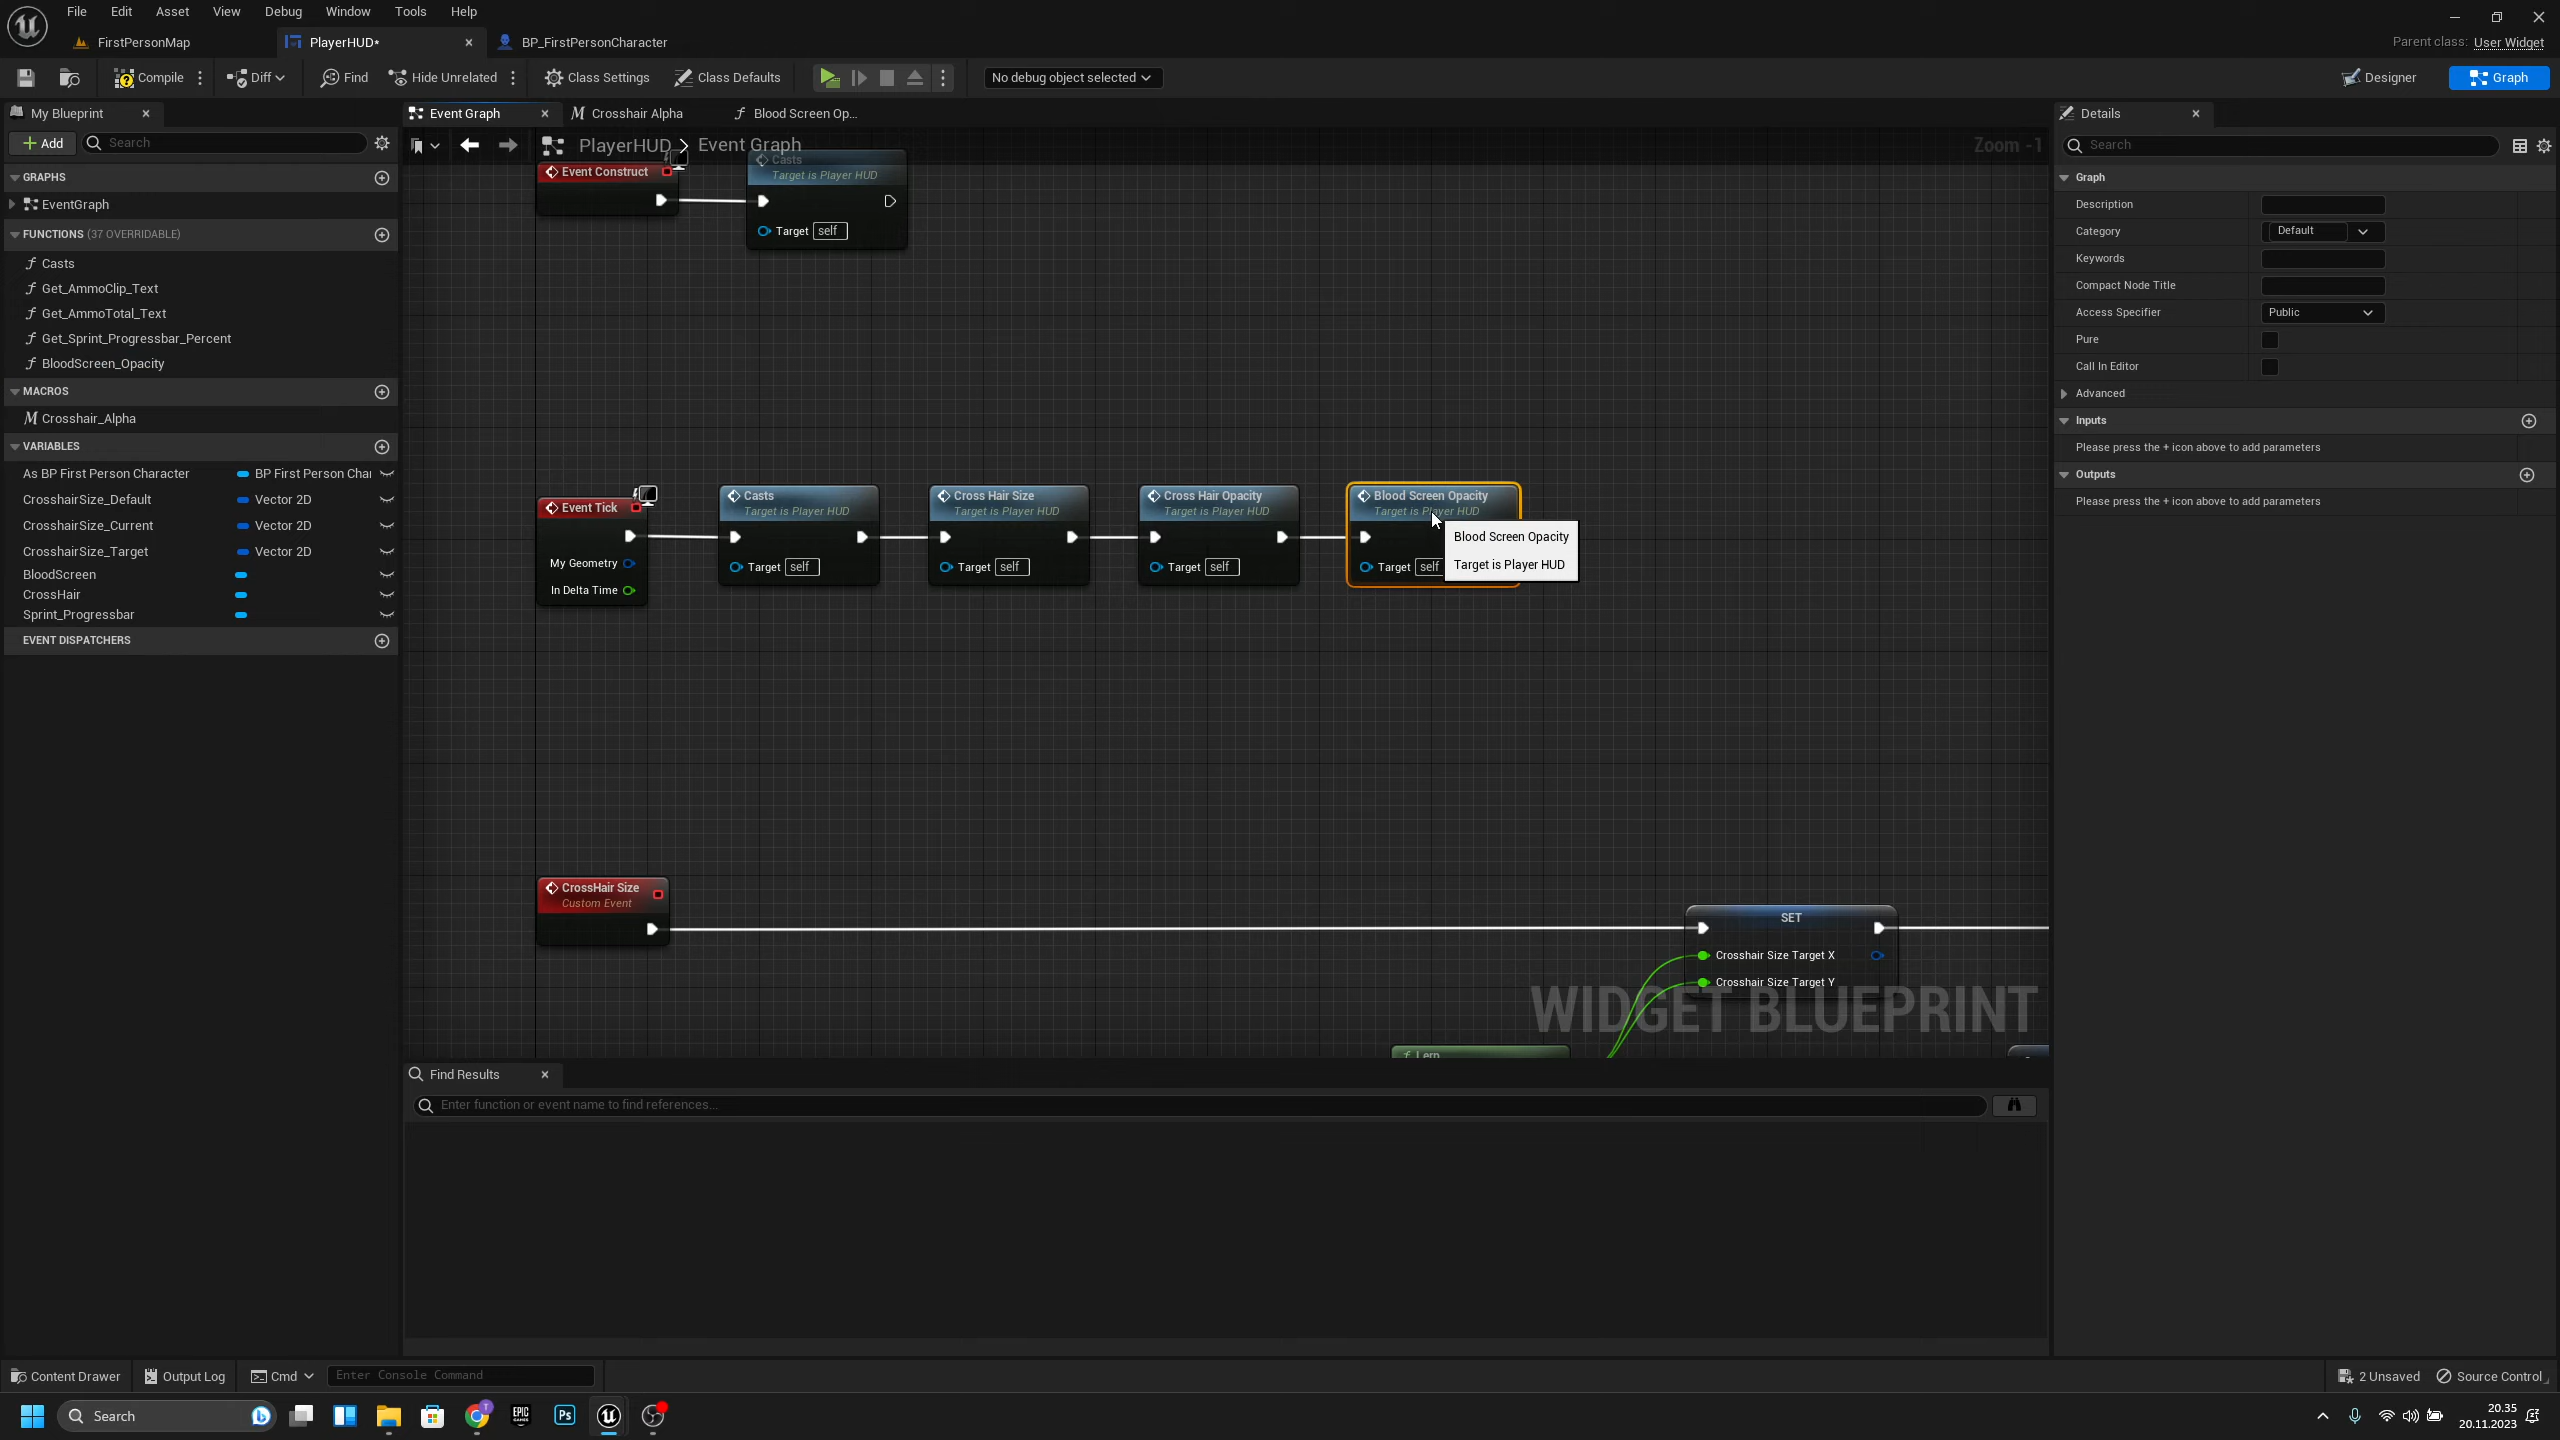 File Edit Asset View Debug Window Tools Help
FirstPersonMap PlayerHUD* BP_FirstPersonCharacter Parent class: User Widget
Compile Diff Find Hide Unrelated Class Settings Class Defaults No debug object selected Designer Graph
My Blueprint Event Graph Crosshair Alpha Blood Screen Op... Details
Add Search PlayerHUD > Event Graph Zoom -1 Search
GRAPHS
EventGraph
FUNCTIONS (37 OVERRIDABLE)
Casts
Get_AmmoClip_Text
Get_AmmoTotal_Text
Get_Sprint_Progressbar_Percent
BloodScreen_Opacity
MACROS
Crosshair_Alpha
VARIABLES
As BP First Person Character BP First Person Cha
CrosshairSize_Default Vector 2D
CrosshairSize_Current Vector 2D
CrosshairSize_Target Vector 2D
BloodScreen
CrossHair
Sprint_Progressbar
EVENT DISPATCHERS
Event Construct
Casts
Target is Player HUD
Target self
Event Tick
My Geometry
In Delta Time
Casts
Target is Player HUD
Target self
Cross Hair Size
Target is Player HUD
Target self
Cross Hair Opacity
Target is Player HUD
Target self
Blood Screen Opacity
Target is Player HUD
Target self
Blood Screen Opacity
Target is Player HUD
CrossHair Size
Custom Event
SET
Crosshair Size Target X
Crosshair Size Target Y
Lerp
WIDGET BLUEPRINT
Graph
Description
Category Default
Keywords
Compact Node Title
Access Specifier Public
Pure
Call In Editor
Advanced
Inputs
Please press the + icon above to add parameters
Outputs
Please press the + icon above to add parameters
Find Results
Enter function or event name to find references...
Content Drawer Output Log Cmd Enter Console Command 2 Unsaved Source Control
Search EPIC GAMES Ps 20.35
20.11.2023